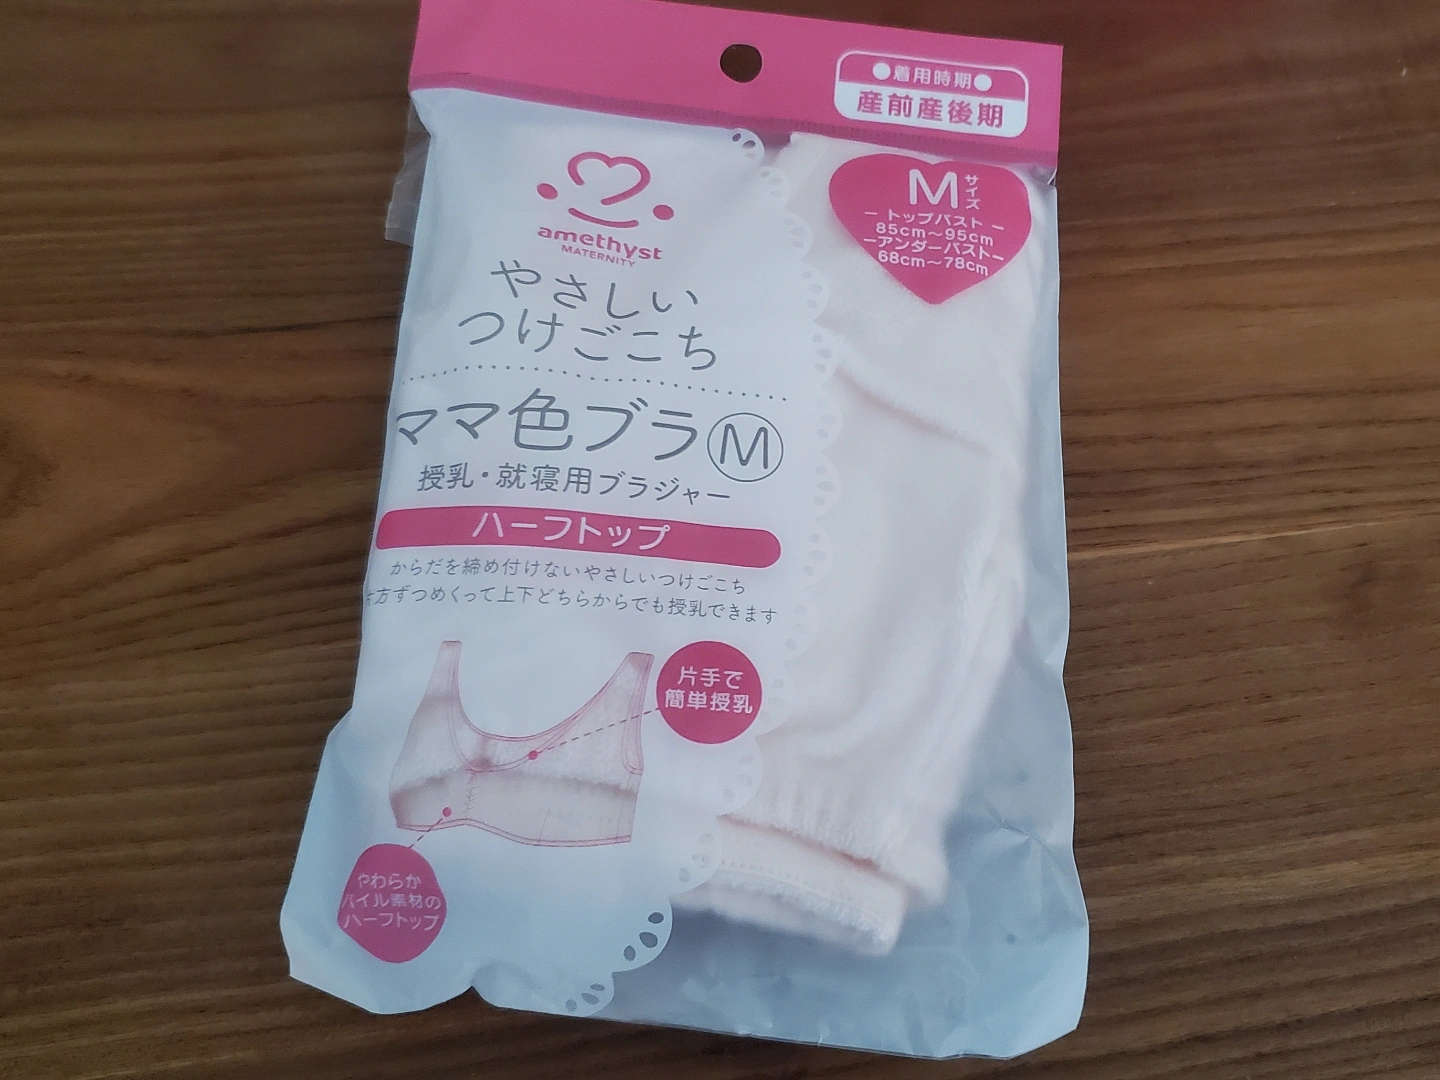 ●着用時期●
産前産後期
Mサイズ
ー トップバスト ー
85cm〜95cm
ーアンダーバストー
68cm〜78cm
amethyst
MATERNITY
やさしい
つけごこち
ママ色ブラⓂ
授乳・就寝用ブラジャー
ハーフトップ
からだを締め付けないやさしいつけごこち
片方ずつめくって上下どちらからでも授乳できます
片手で
簡単授乳
やわらか
パイル素材の
ハーフトップ